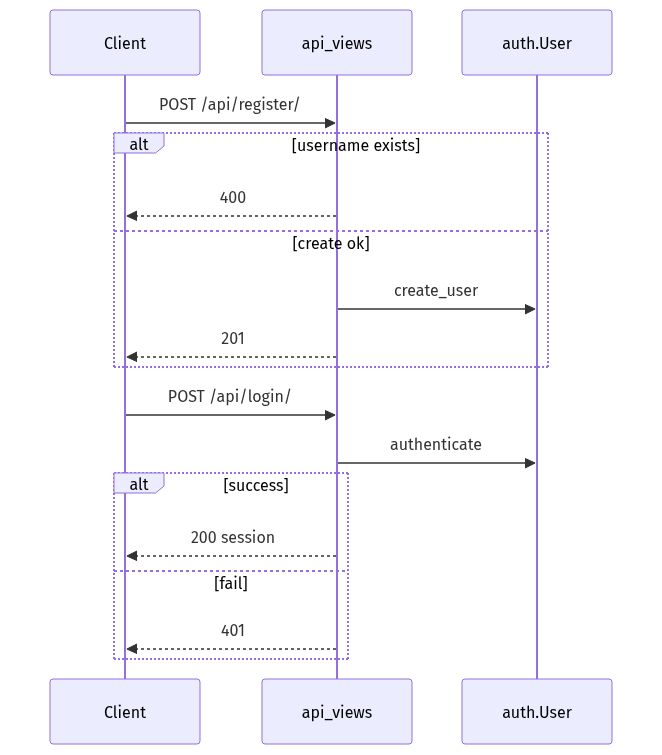 Client
api_views
auth.User
POST /api/register/
alt
[username exists]
400
[create ok]
create_user
201
POST /api/login/
authenticate
alt
[success]
200 session
[fail]
401
Client
api_views
auth.User